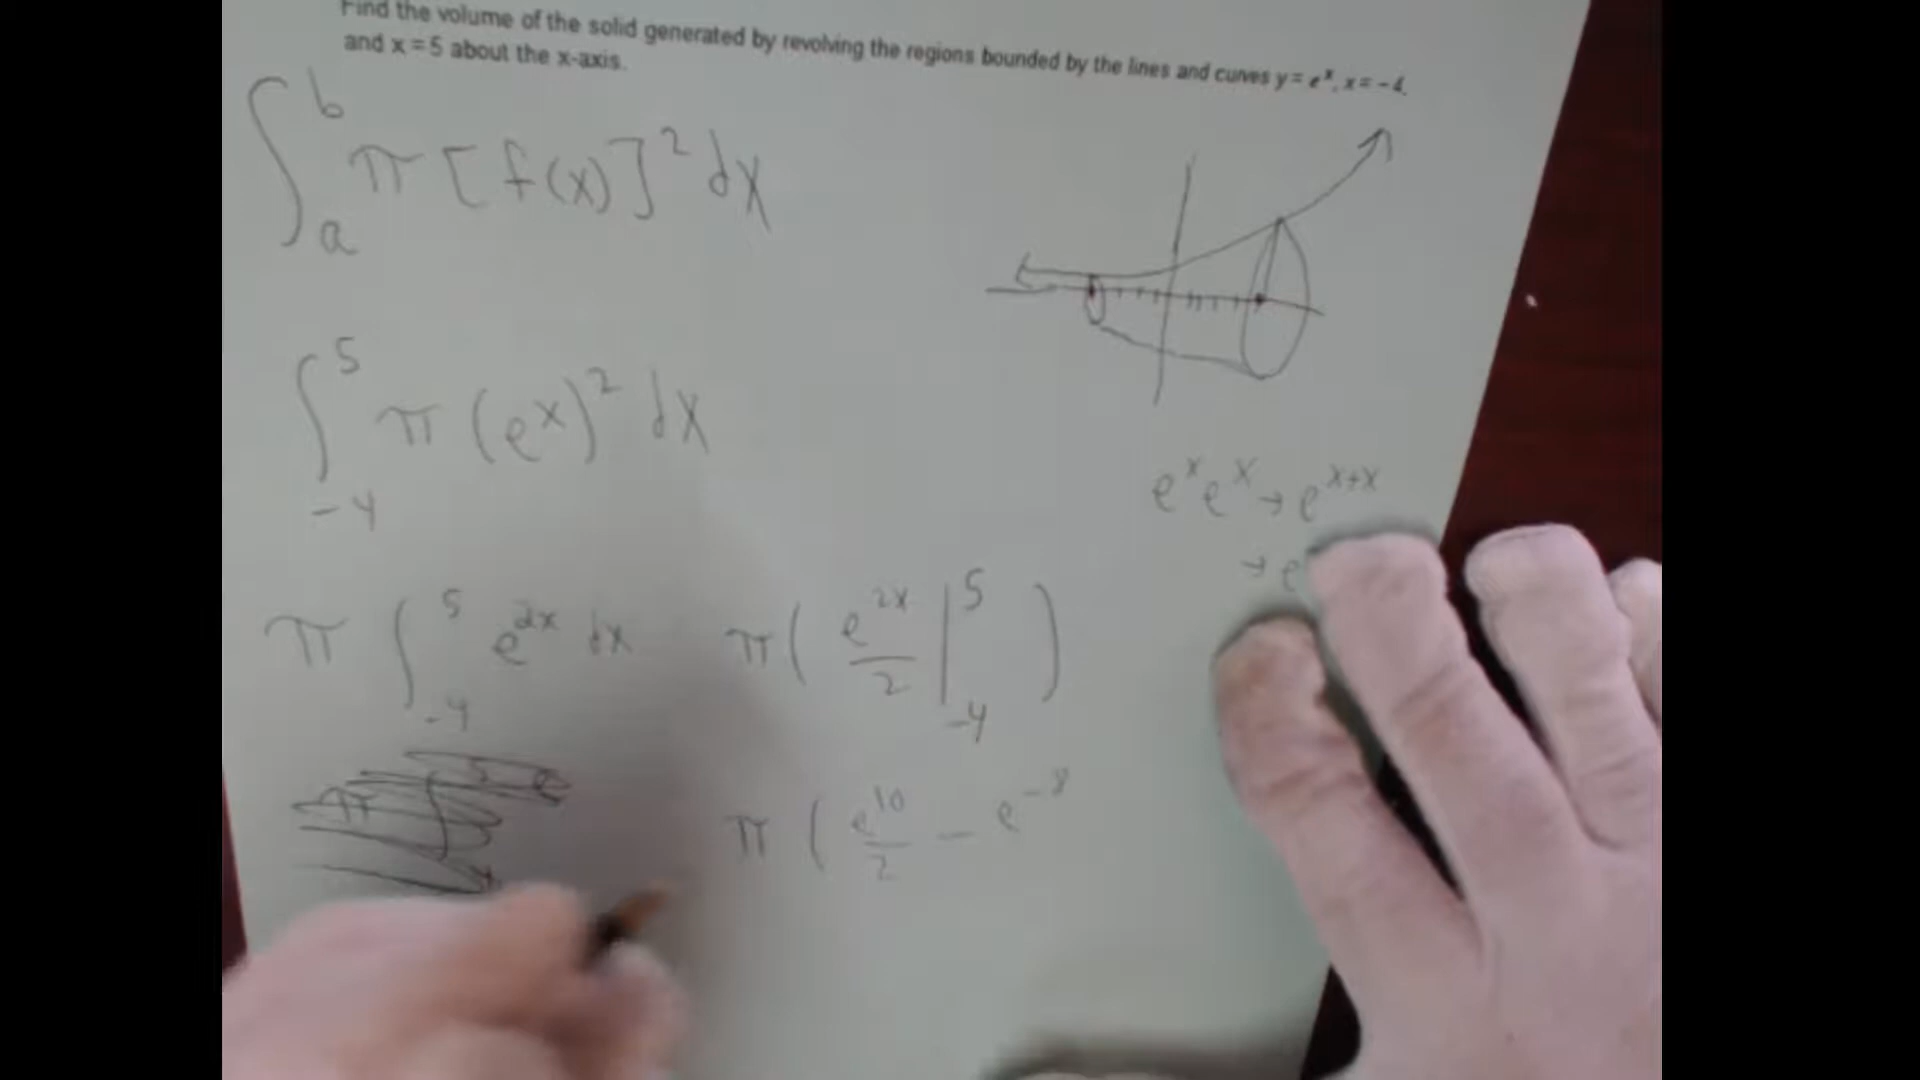 Find the volume of the solid generated by revolving the regions bounded by the lines and curves y = e^x, x = -4,
and x = 5 about the x-axis.
∫_a^b π [f(x)]^2 dx
∫_-4^5 π (e^x)^2 dx
e^x e^x → e^x+x
→ e
π ∫_-4^5 e^2x dx
π ( e^2x / 2 |_-4^5 )
π ( e^10 / 2 - e^-8